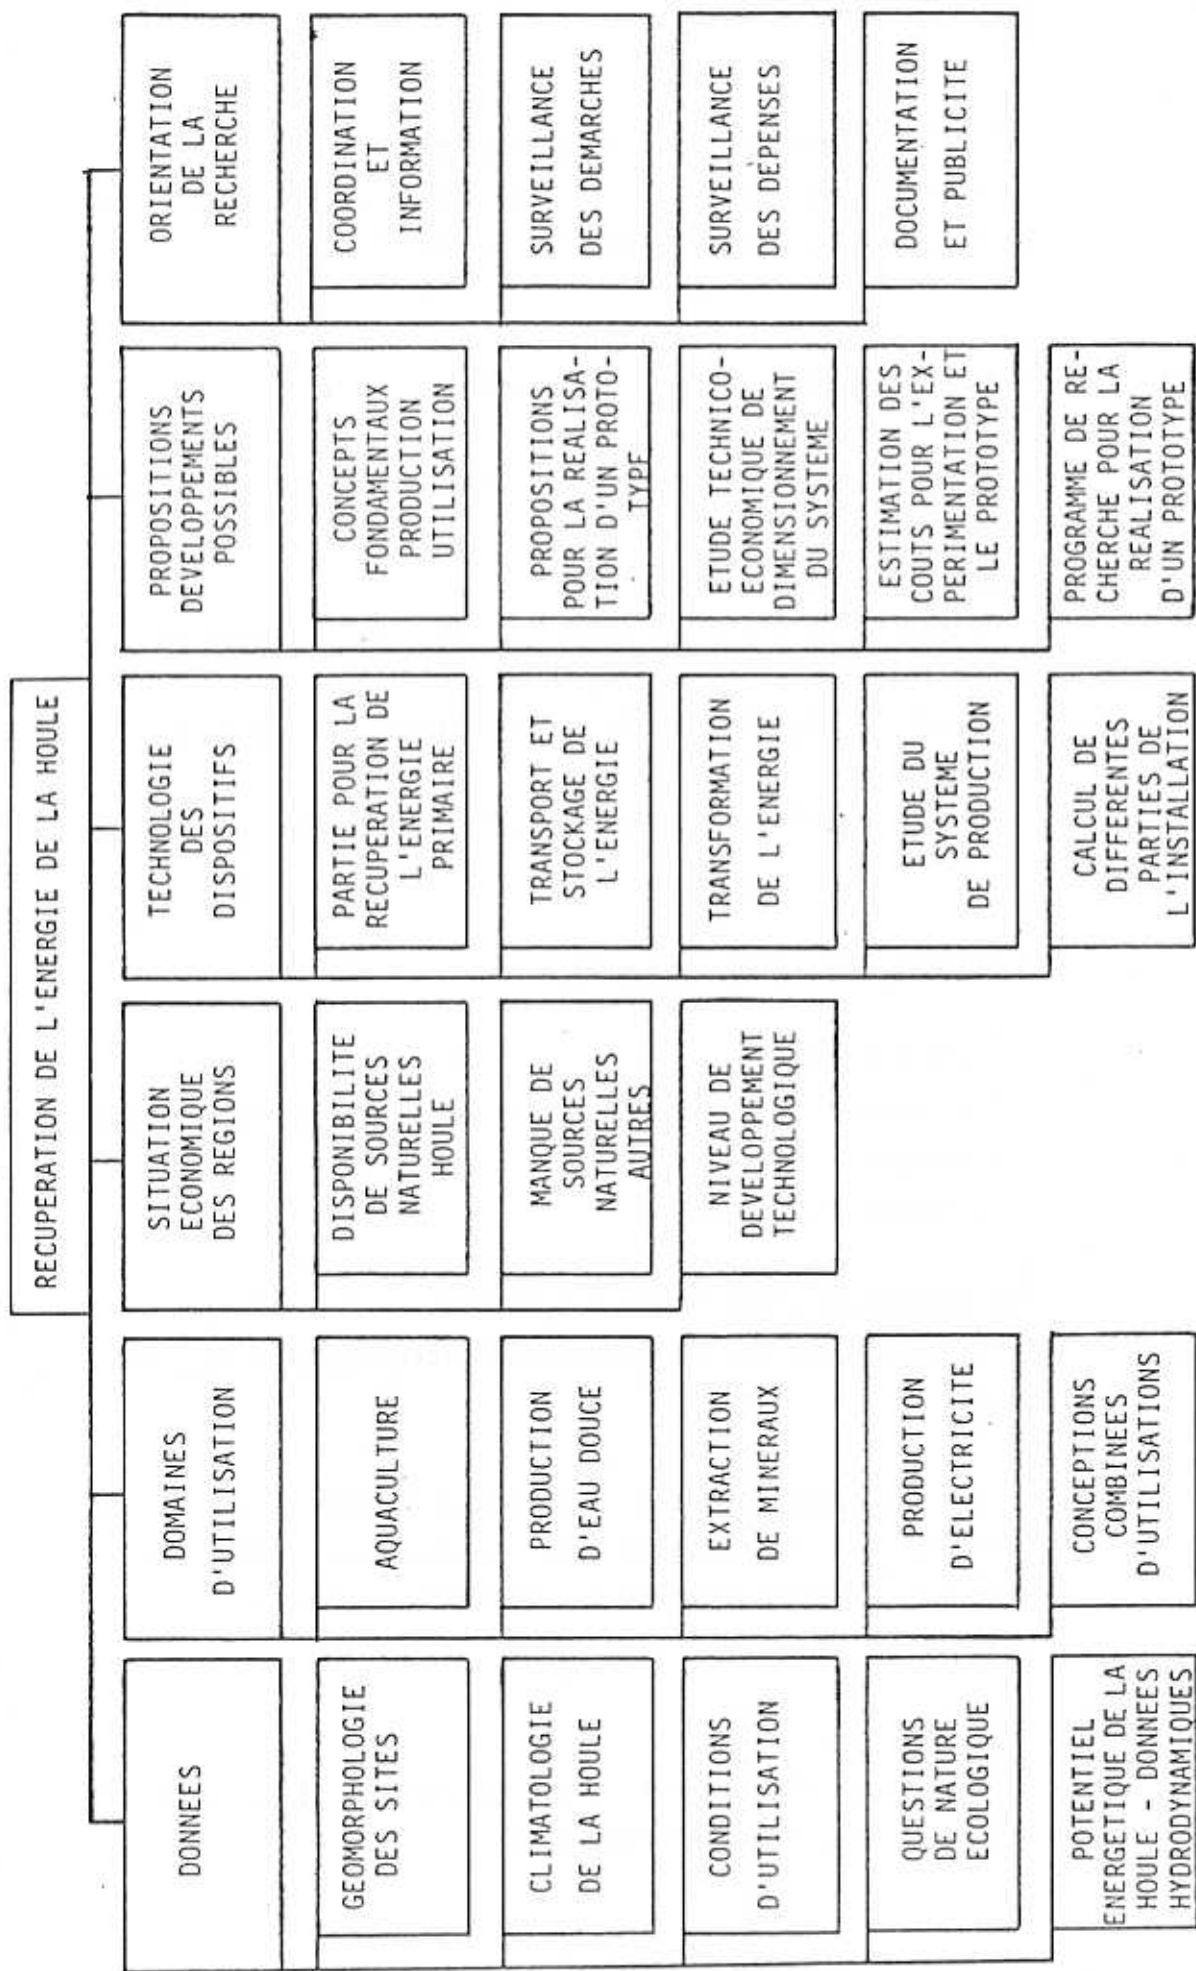 RECUPERATION DE L'ENERGIE DE LA HOULE
DONNEES
GEOMORPHOLOGIE
DES SITES
CLIMATOLOGIE
DE LA HOULE
CONDITIONS
D'UTILISATION
QUESTIONS
DE NATURE
ECOLOGIQUE
POTENTIEL
ENERGETIQUE DE LA
HOULE - DONNEES
HYDRODYNAMIQUES
DOMAINES
D'UTILISATION
AQUACULTURE
PRODUCTION
D'EAU DOUCE
EXTRACTION
DE MINERAUX
PRODUCTION
D'ELECTRICITE
CONCEPTIONS
COMBINEES
D'UTILISATIONS
SITUATION
ECONOMIQUE
DES REGIONS
DISPONIBILITE
DE SOURCES
NATURELLES
HOULE
MANQUE DE
SOURCES
NATURELLES
AUTRES
NIVEAU DE
DEVELOPPEMENT
TECHNOLOGIQUE
TECHNOLOGIE
DES
DISPOSITIFS
PARTIE POUR LA
RECUPERATION DE
L'ENERGIE
PRIMAIRE
TRANSPORT ET
STOCKAGE DE
L'ENERGIE
TRANSFORMATION
DE L'ENERGIE
ETUDE DU
SYSTEME
DE PRODUCTION
CALCUL DE
DIFFERENTES
PARTIES DE
L'INSTALLATION
PROPOSITIONS
DEVELOPPEMENTS
POSSIBLES
CONCEPTS
FONDAMENTAUX
PRODUCTION
UTILISATION
PROPOSITIONS
POUR LA REALISA-
TION D'UN PROTO-
TYPE
ETUDE TECHNICO-
ECONOMIQUE DE
DIMENSIONNEMENT
DU SYSTEME
ESTIMATION DES
COUTS POUR L'EX-
PERIMENTATION ET
LE PROTOTYPE
PROGRAMME DE RE-
CHERCHE POUR LA
REALISATION
D'UN PROTOTYPE
ORIENTATION
DE LA
RECHERCHE
COORDINATION
ET
INFORMATION
SURVEILLANCE
DES DEMARCHES
SURVEILLANCE
DES DEPENSES
DOCUMENTATION
ET PUBLICITE